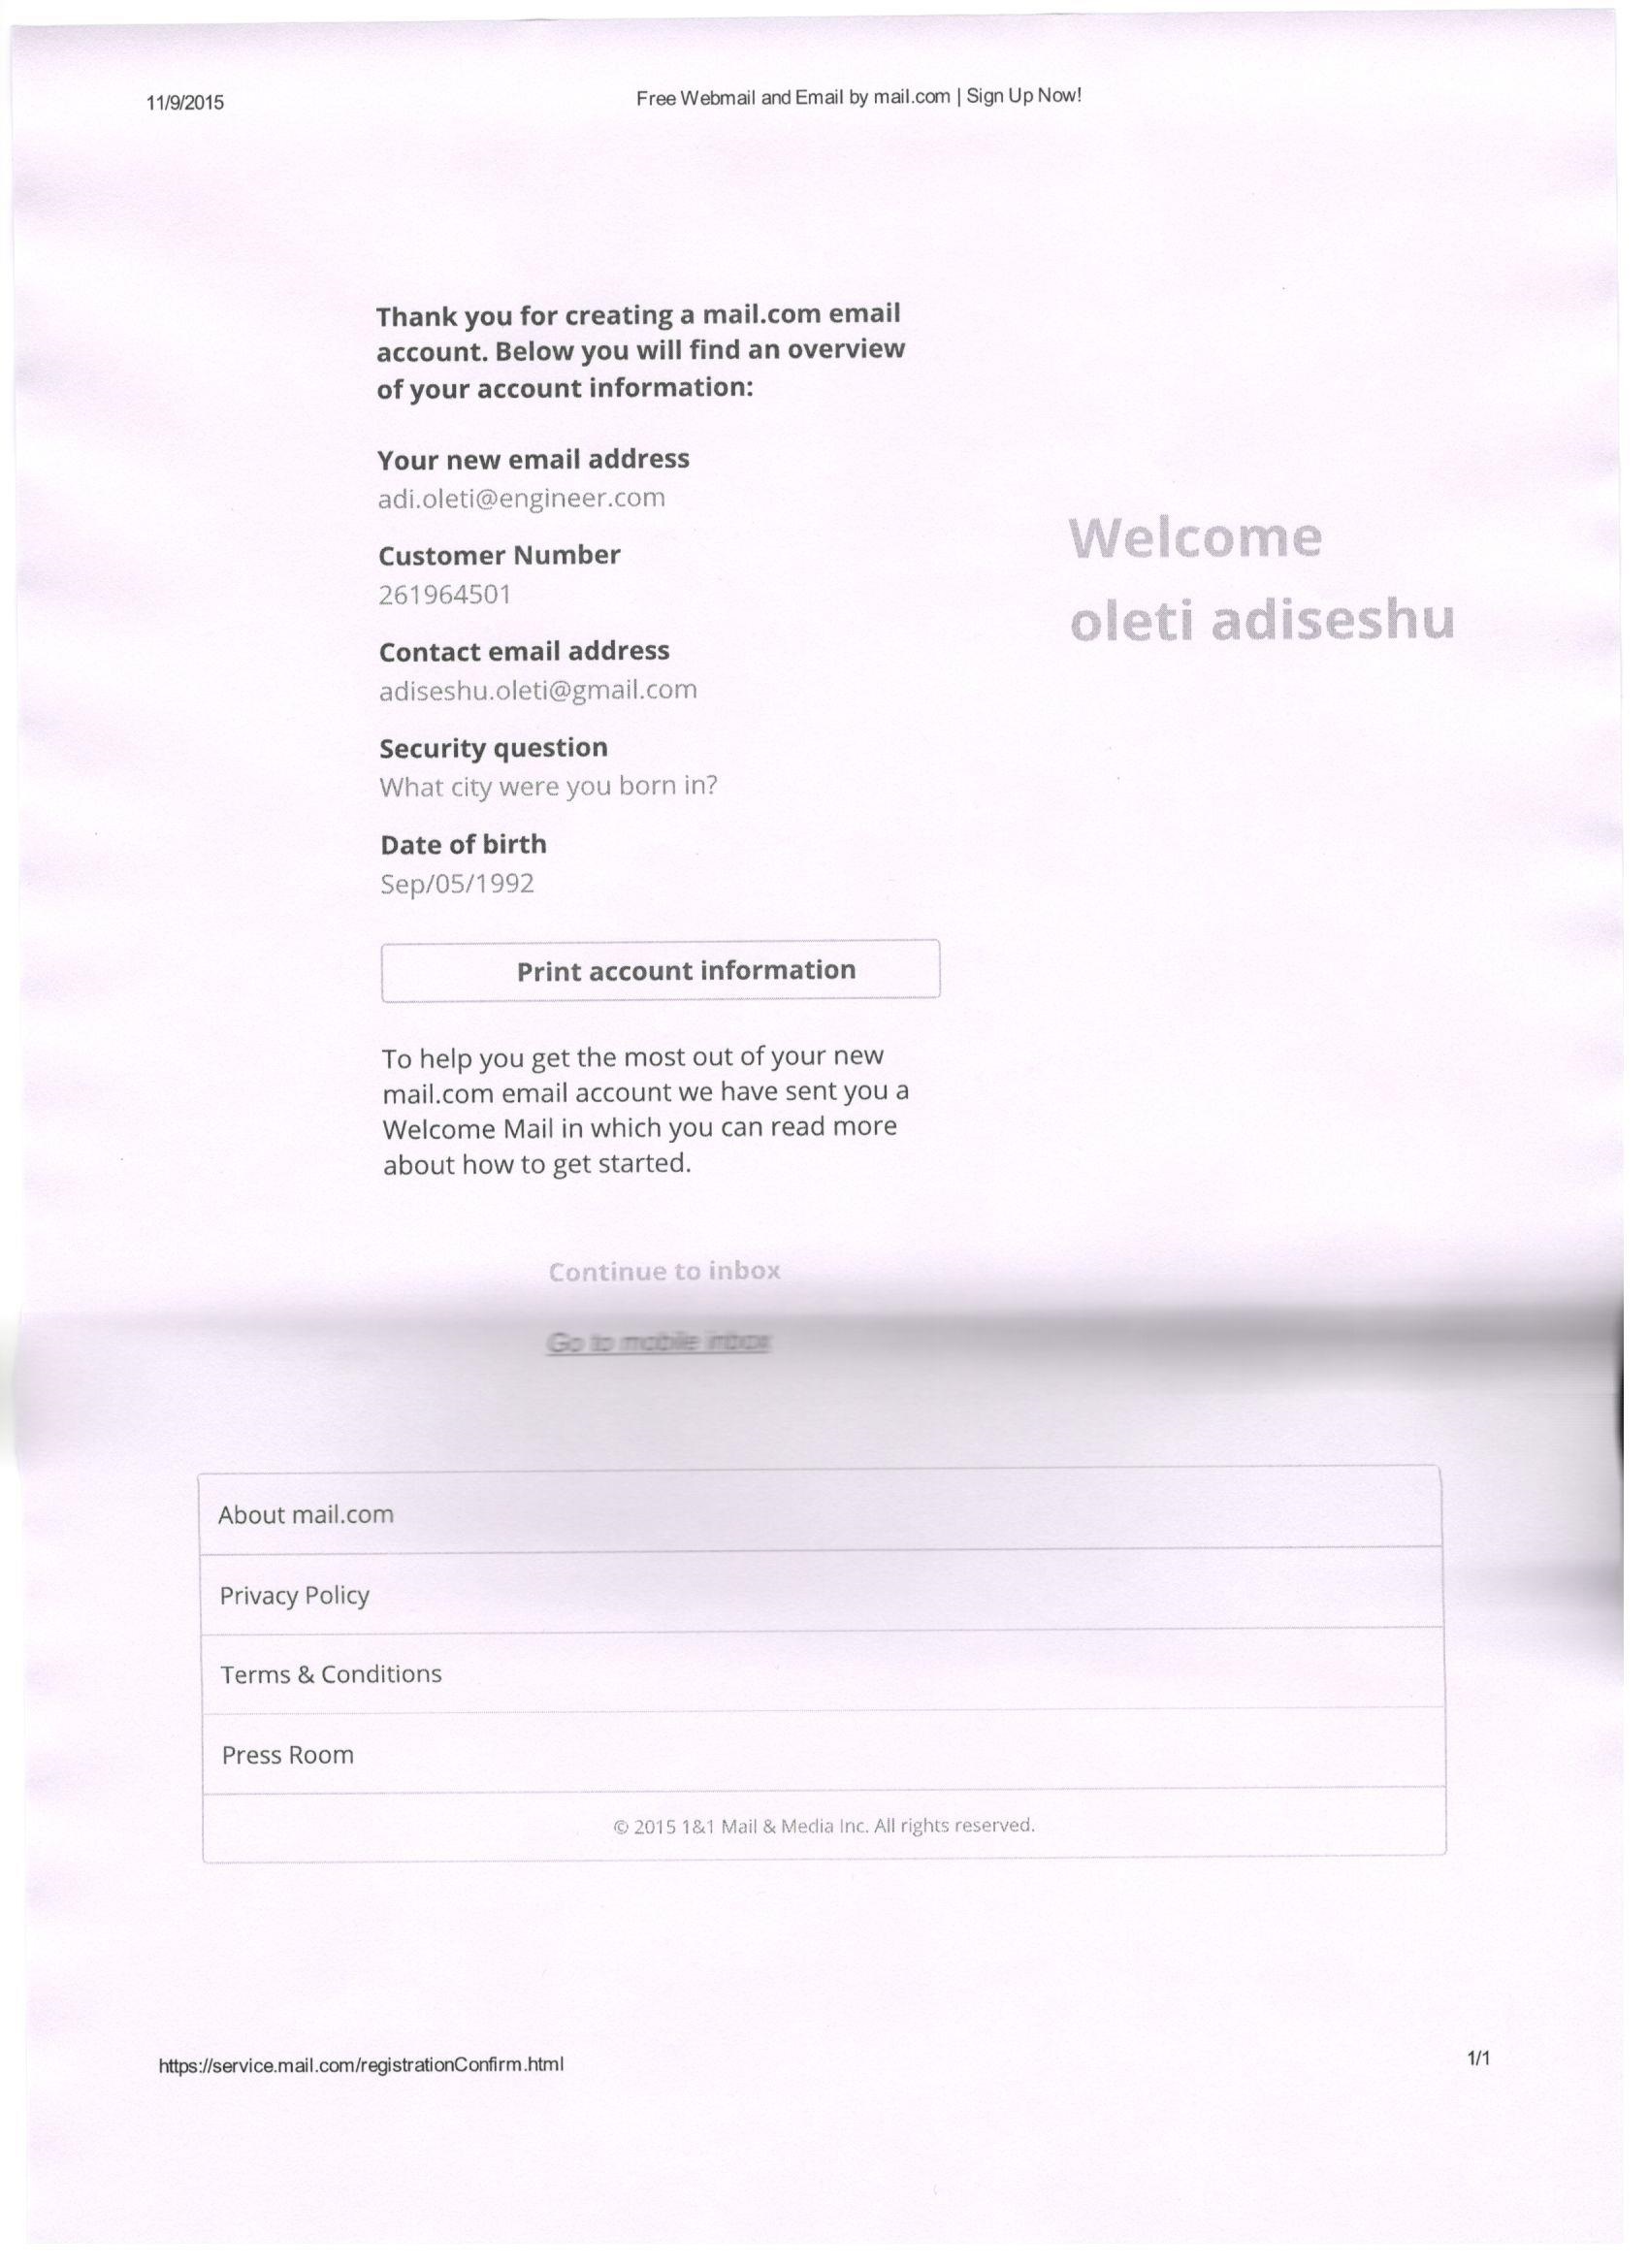 11/9/2015
Free Webmail and Email by mail.com | Sign Up Now!
Thank you for creating a mail.com email
account. Below you will find an overview
of your account information:
Your new email address
adi.oleti@engineer.com
Customer Number
261964501
Contact email address
adiseshu.oleti@gmail.com
Security question
What city were you born in?
Date of birth
Sep/05/1992
Welcome
oleti adiseshu
Print account information
To help you get the most out of your new
mail.com email account we have sent you a
Welcome Mail in which you can read more
about how to get started.
Continue to inbox
Go to mobile inbox
About mail.com
Privacy Policy
Terms & Conditions
Press Room
© 2015 1&1 Mail & Media Inc. All rights reserved.
https://service.mail.com/registrationConfirm.html
1/1